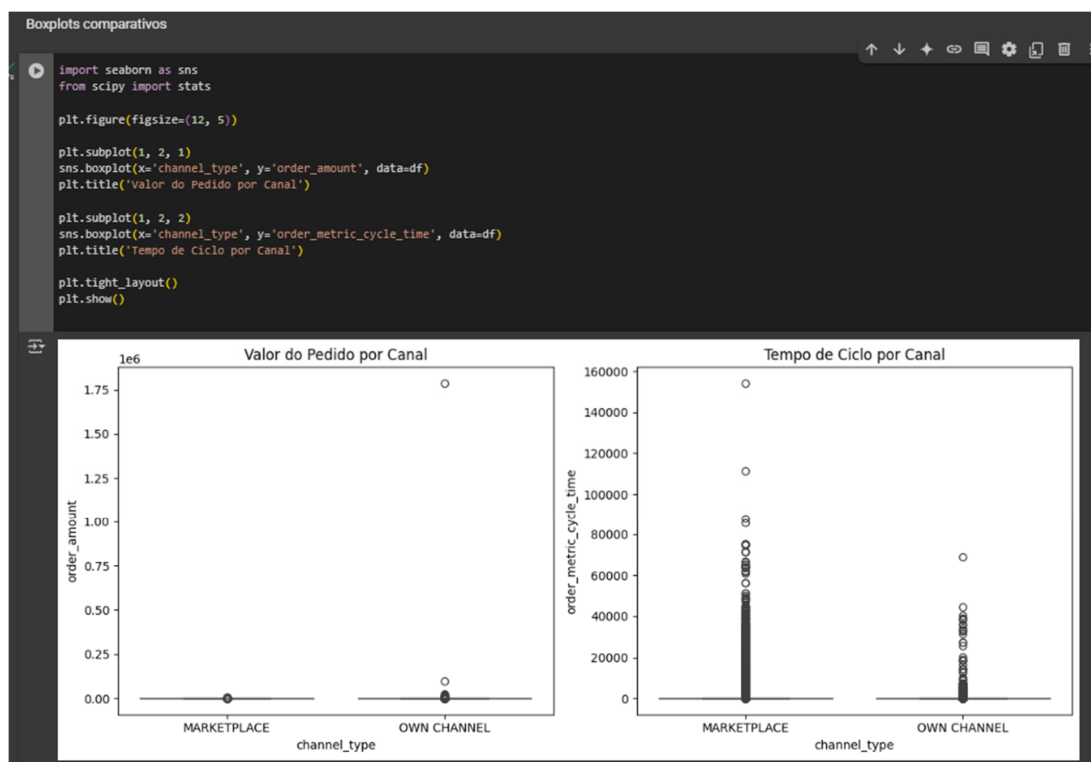 Boxplots comparativos
import seaborn as sns
from scipy import stats
plt.figure(figsize=(12, 5))
plt.subplot(1, 2, 1)
sns.boxplot(x='channel_type', y='order_amount', data=df)
plt.title('Valor do Pedido por Canal')
plt.subplot(1, 2, 2)
sns.boxplot(x='channel_type', y='order_metric_cycle_time', data=df)
plt.title('Tempo de Ciclo por Canal')
plt.tight_layout()
plt.show()
Valor do Pedido por Canal
1e6
1.75
1.50
1.25
1.00
0.75
0.50
0.25
0.00
order_amount
MARKETPLACE
OWN CHANNEL
channel_type
Tempo de Ciclo por Canal
160000
140000
120000
100000
80000
60000
40000
20000
0
order_metric_cycle_time
MARKETPLACE
OWN CHANNEL
channel_type